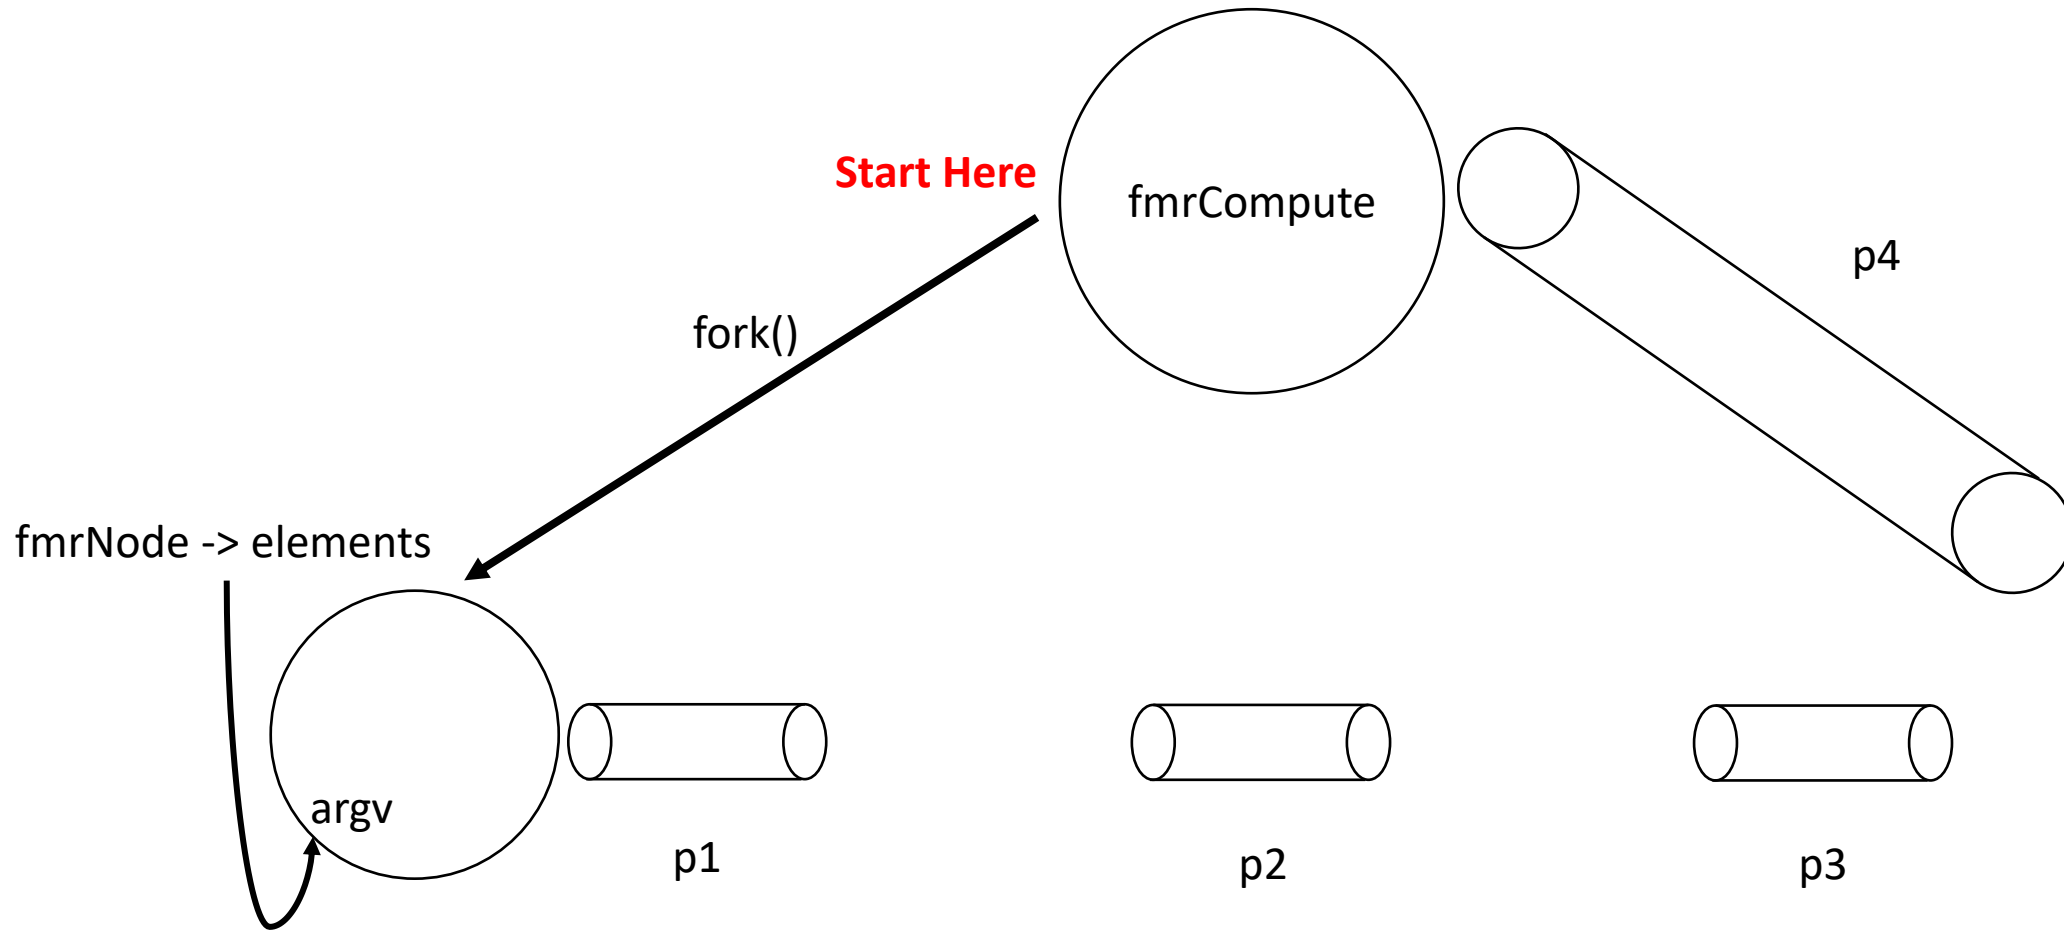 Start Here
fmrCompute
p4
fork()
fmrNode -> elements
argv
p1
p2
p3